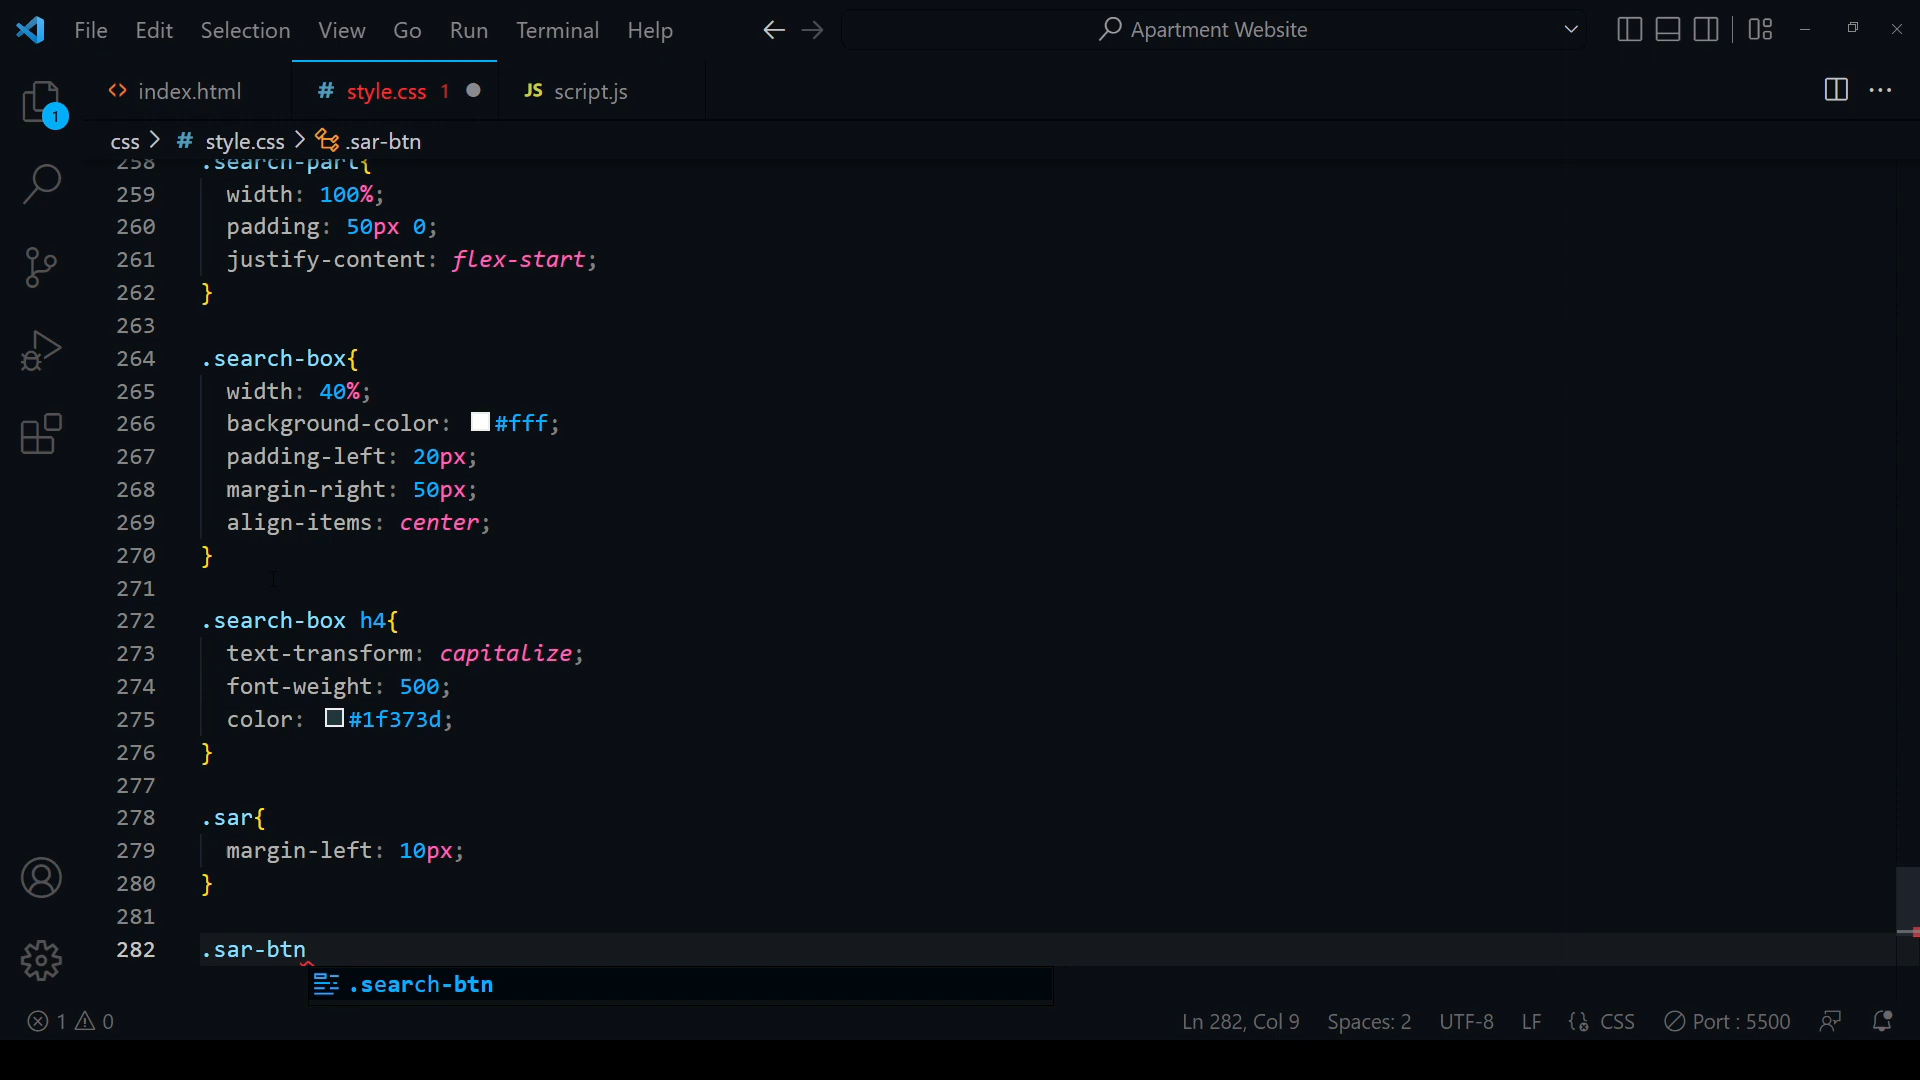 File Edit Selection View Go Run Terminal Help Apartment Website
index.html # style.css 1 JS script.js
1
css > # style.css > .sar-btn
258 .search-part{
259 width: 100%;
260 padding: 50px 0;
261 justify-content: flex-start;
262 }
263
264 .search-box{
265 width: 40%;
266 background-color: #fff;
267 padding-left: 20px;
268 margin-right: 50px;
269 align-items: center;
270 }
271
272 .search-box h4{
273 text-transform: capitalize;
274 font-weight: 500;
275 color: #1f373d;
276 }
277
278 .sar{
279 margin-left: 10px;
280 }
281
282 .sar-btn
.search-btn
1 0 Ln 282, Col 9 Spaces: 2 UTF-8 LF CSS Port : 5500